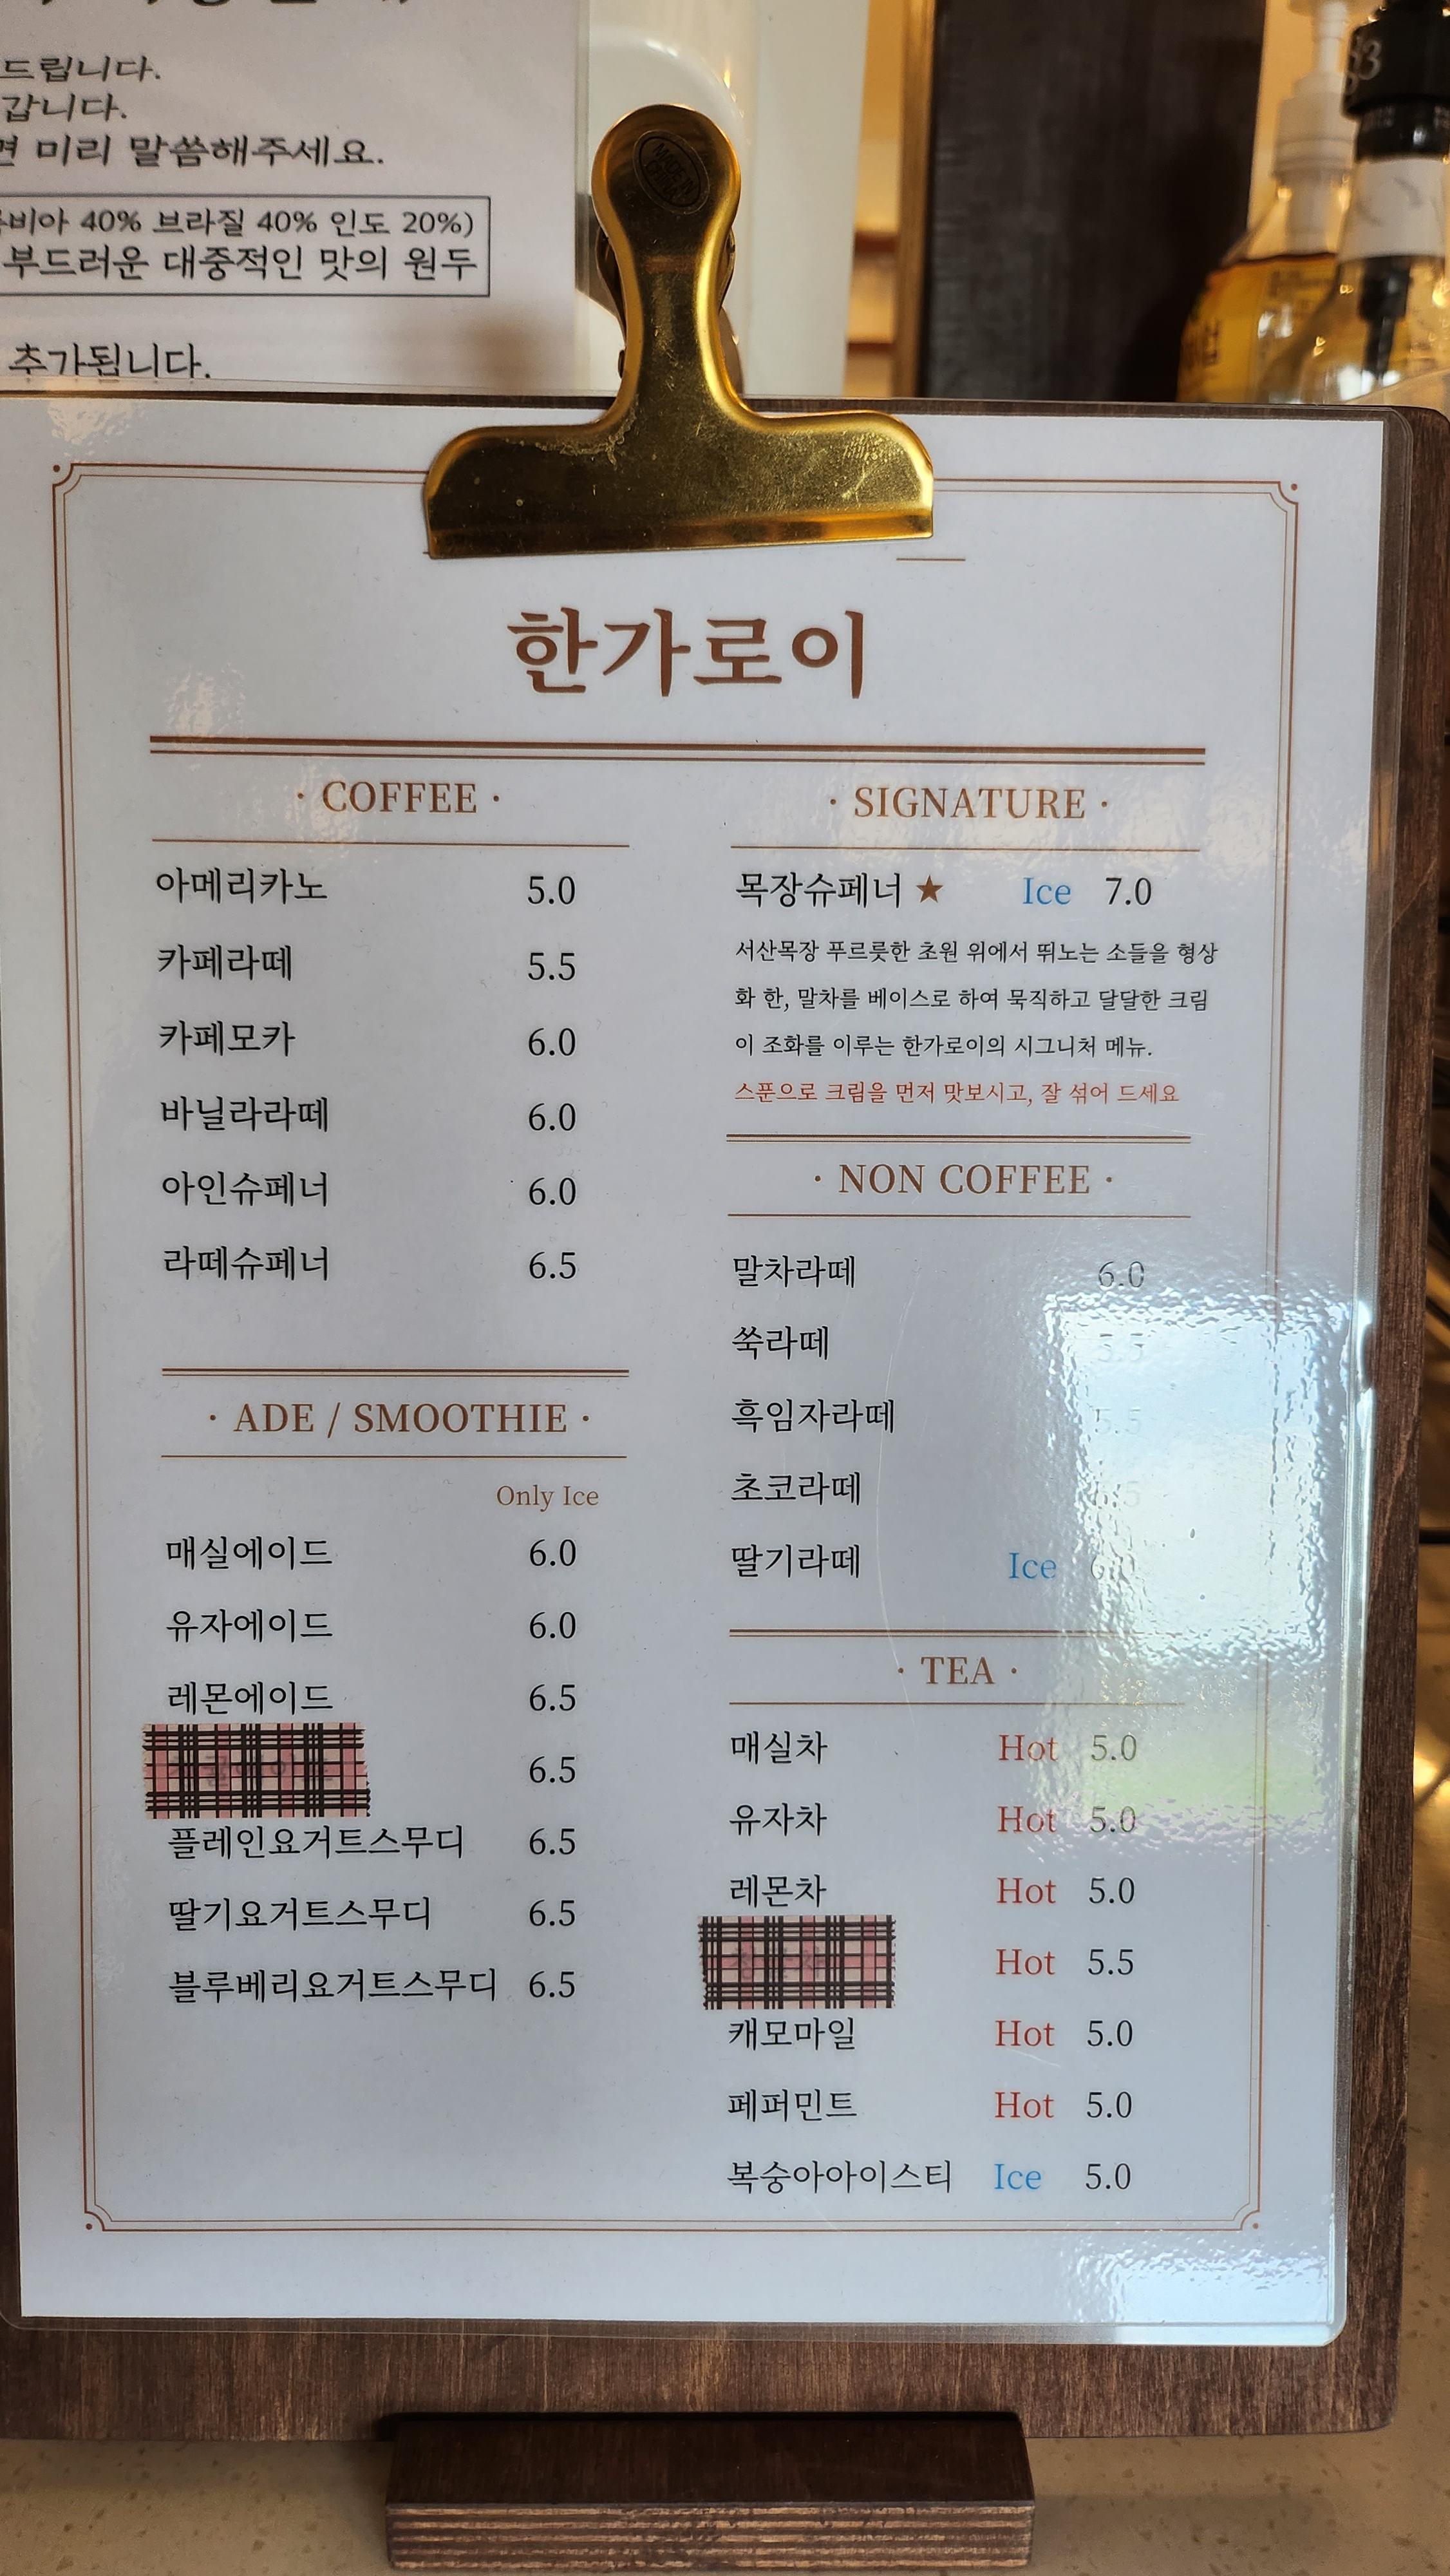 드립니다.
갑니다.
면 미리 말씀해주세요.
비아 40% 브라질 40% 인도 20%)
부드러운 대중적인 맛의 원두
추가됩니다.
한가로이
· COFFEE ·
아메리카노 5.0
카페라떼 5.5
카페모카 6.0
바닐라라떼 6.0
아인슈페너 6.0
라떼슈페너 6.5
· ADE / SMOOTHIE ·
Only Ice
매실에이드 6.0
유자에이드 6.0
레몬에이드 6.5
6.5
플레인요거트스무디 6.5
딸기요거트스무디 6.5
블루베리요거트스무디 6.5
· SIGNATURE ·
목장슈페너 ★ Ice 7.0
서산목장 푸르릇한 초원 위에서 뛰노는 소들을 형상
화 한, 말차를 베이스로 하여 묵직하고 달달한 크림
이 조화를 이루는 한가로이의 시그니처 메뉴.
스푼으로 크림을 먼저 맛보시고, 잘 섞어 드세요
· NON COFFEE ·
말차라떼 6.0
쑥라떼 5.5
흑임자라떼 5.5
초코라떼
딸기라떼 Ice
· TEA ·
매실차 Hot 5.0
유자차 Hot 5.0
레몬차 Hot 5.0
Hot 5.5
캐모마일 Hot 5.0
페퍼민트 Hot 5.0
복숭아아이스티 Ice 5.0